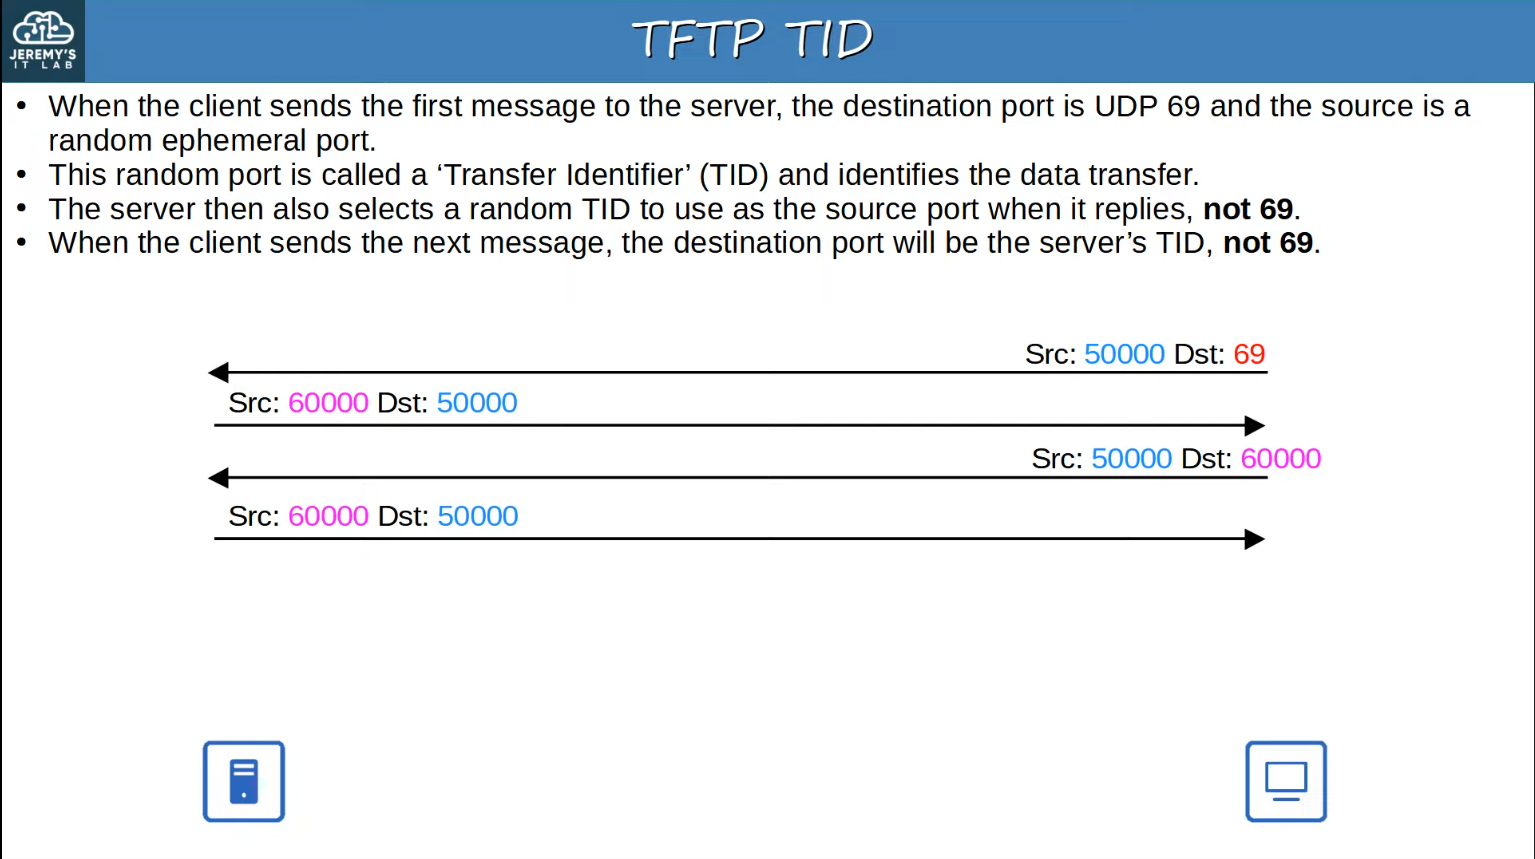 JEREMY'S
IT LAB
TFTP TID
• When the client sends the first message to the server, the destination port is UDP 69 and the source is a
random ephemeral port.
• This random port is called a ‘Transfer Identifier’ (TID) and identifies the data transfer.
• The server then also selects a random TID to use as the source port when it replies, not 69.
• When the client sends the next message, the destination port will be the server’s TID, not 69.
Src: 50000 Dst: 69
Src: 60000 Dst: 50000
Src: 50000 Dst: 60000
Src: 60000 Dst: 50000